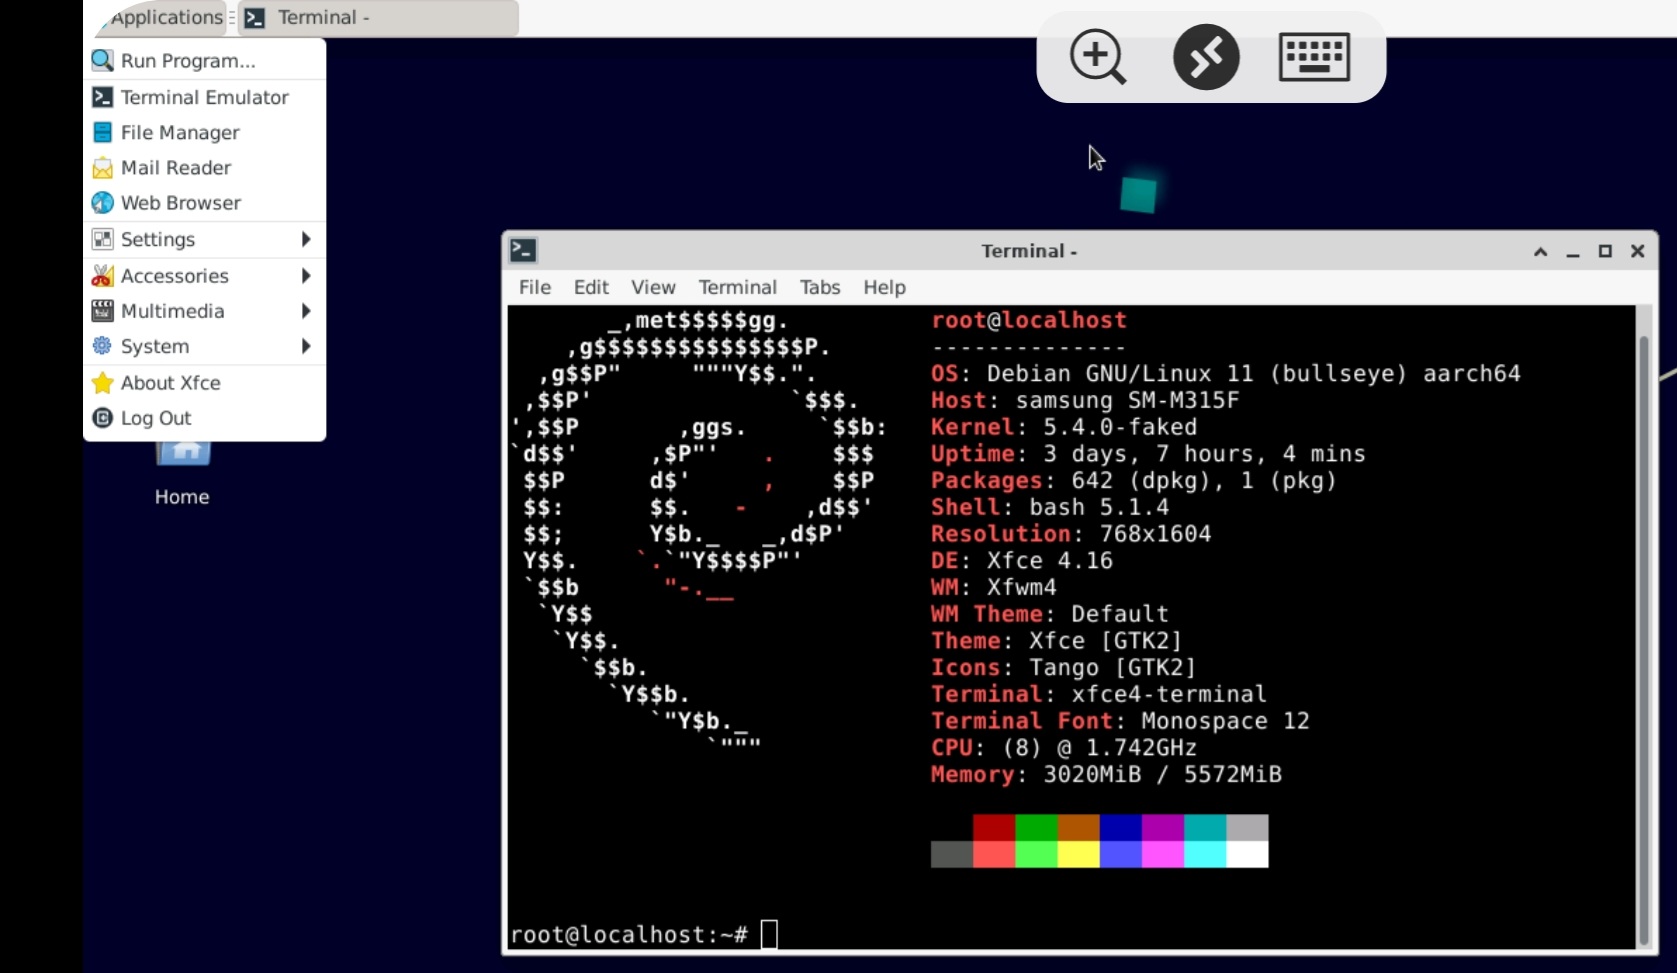 Applications
Terminal -
Run Program...
Terminal Emulator
File Manager
Mail Reader
Web Browser
Settings
Accessories
Multimedia
System
About Xfce
Log Out
Home
Terminal -
File Edit View Terminal Tabs Help
       _,met$$$$$gg.
    ,g$$$$$$$$$$$$$$$P.
  ,g$$P"     """Y$$.".
 ,$$P'              `$$$.
',$$P       ,ggs.     `$$b:
`d$$'     ,$P"'   .    $$$
 $$P      d$'     ,    $$P
 $$:      $$.   -    ,d$$'
 $$;      Y$b._   _,d$P'
 Y$$.    `.`"Y$$$$P"'
 `$$b      "-.__
  `Y$$
   `Y$$.
     `$$b.
       `Y$$b.
          `"Y$b._
              `"""
root@localhost
--------------
OS: Debian GNU/Linux 11 (bullseye) aarch64
Host: samsung SM-M315F
Kernel: 5.4.0-faked
Uptime: 3 days, 7 hours, 4 mins
Packages: 642 (dpkg), 1 (pkg)
Shell: bash 5.1.4
Resolution: 768x1604
DE: Xfce 4.16
WM: Xfwm4
WM Theme: Default
Theme: Xfce [GTK2]
Icons: Tango [GTK2]
Terminal: xfce4-terminal
Terminal Font: Monospace 12
CPU: (8) @ 1.742GHz
Memory: 3020MiB / 5572MiB
root@localhost:~#